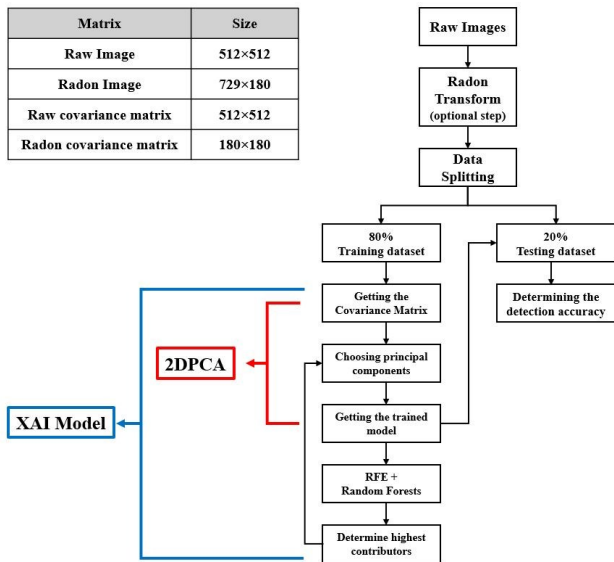 Matrix Size
Raw Image 512×512
Radon Image 729×180
Raw covariance matrix 512×512
Radon covariance matrix 180×180
Raw Images
Radon
Transform
(optional step)
Data
Splitting
80%
Training dataset
20%
Testing dataset
Getting the
Covariance Matrix
Determining the
detection accuracy
2DPCA
Choosing principal
components
XAI Model
Getting the trained
model
RFE +
Random Forests
Determine highest
contributors